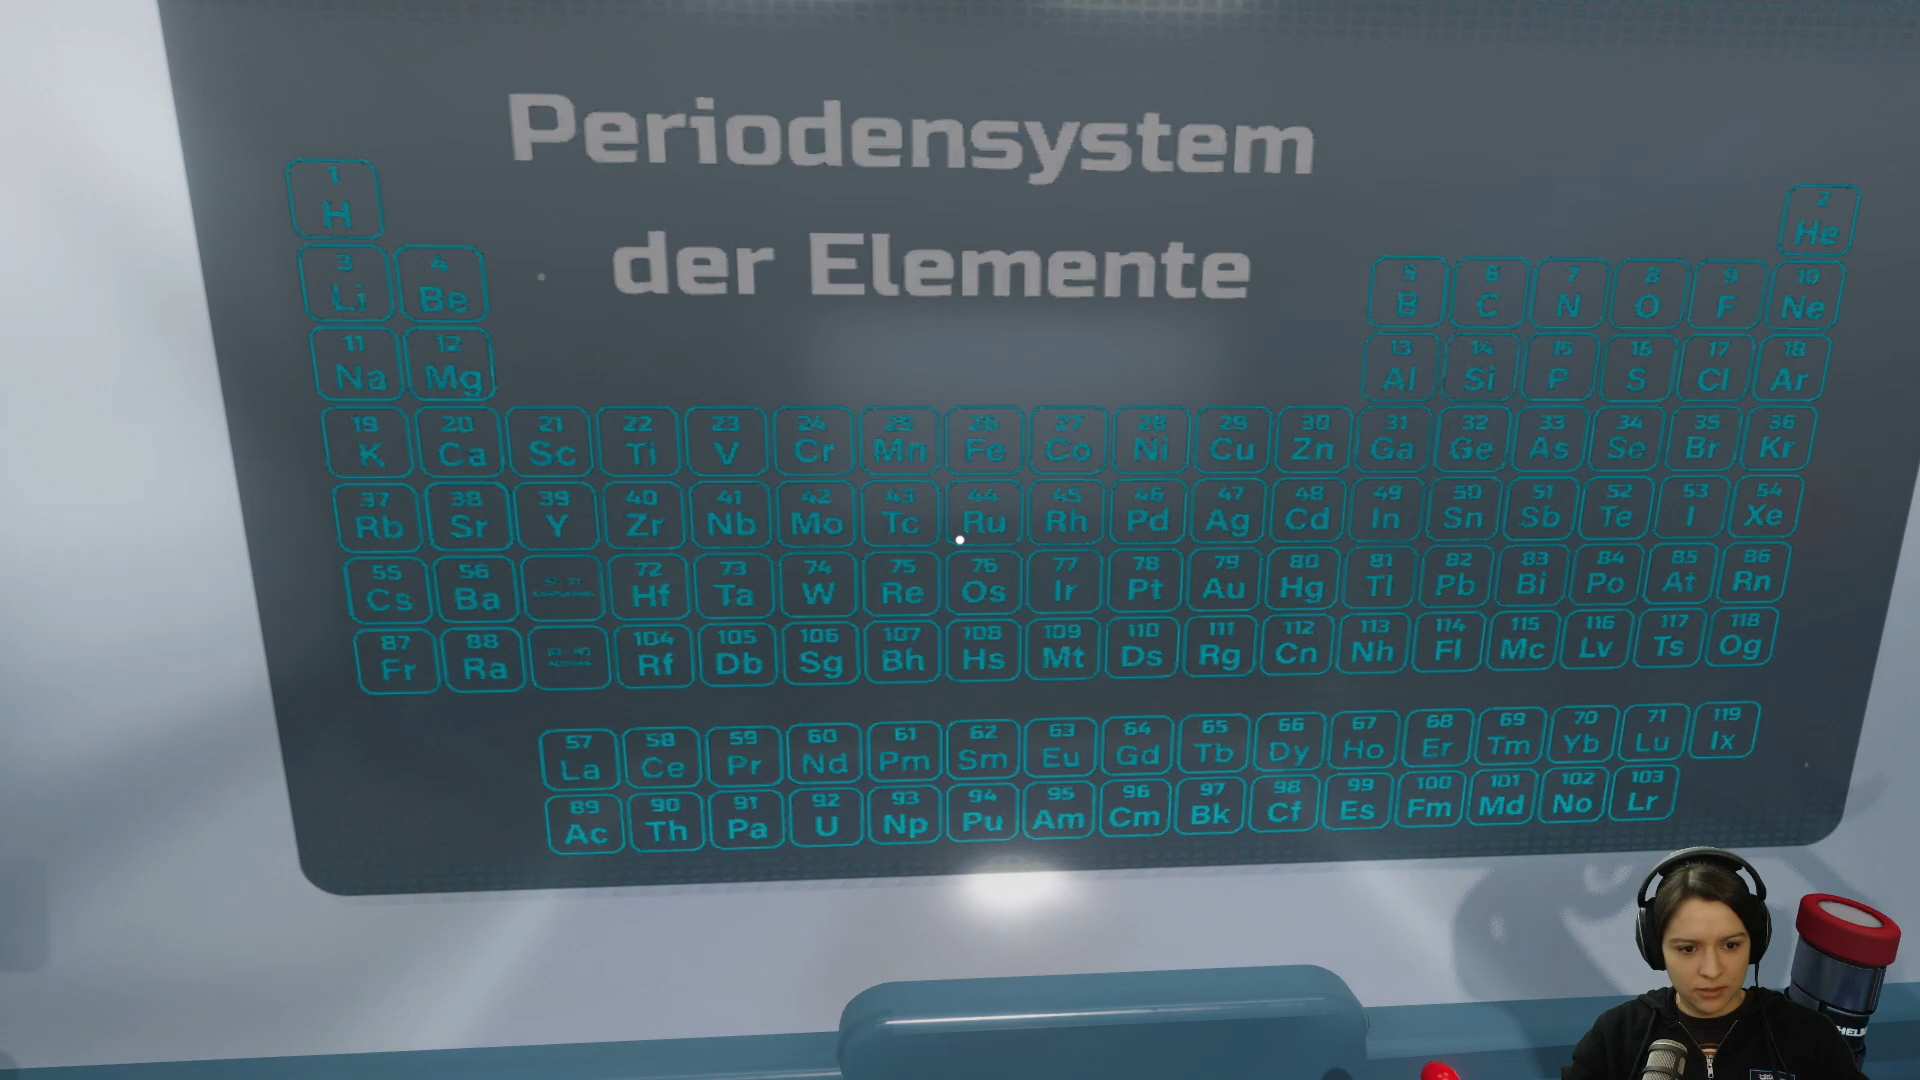 Periodensystem
der Elemente
1 2
H He
3 4 5 6 7 8 9 10
Li Be B C N O F Ne
11 12 13 14 15 16 17 18
Na Mg Al Si P S Cl Ar
19 20 21 22 23 24 25 26 27 28 29 30 31 32 33 34 35 36
K Ca Sc Ti V Cr Mn Fe Co Ni Cu Zn Ga Ge As Se Br Kr
37 38 39 40 41 42 43 44 45 46 47 48 49 50 51 52 53 54
Rb Sr Y Zr Nb Mo Tc Ru Rh Pd Ag Cd In Sn Sb Te I Xe
55 56 72 73 74 75 76 77 78 79 80 81 82 83 84 85 86
Cs Ba Hf Ta W Re Os Ir Pt Au Hg Tl Pb Bi Po At Rn
87 88 104 105 106 107 108 109 110 111 112 113 114 115 116 117 118
Fr Ra Rf Db Sg Bh Hs Mt Ds Rg Cn Nh Fl Mc Lv Ts Og
57 58 59 60 61 62 63 64 65 66 67 68 69 70 71 119
La Ce Pr Nd Pm Sm Eu Gd Tb Dy Ho Er Tm Yb Lu Ix
89 90 91 92 93 94 95 96 97 98 99 100 101 102 103
Ac Th Pa U Np Pu Am Cm Bk Cf Es Fm Md No Lr